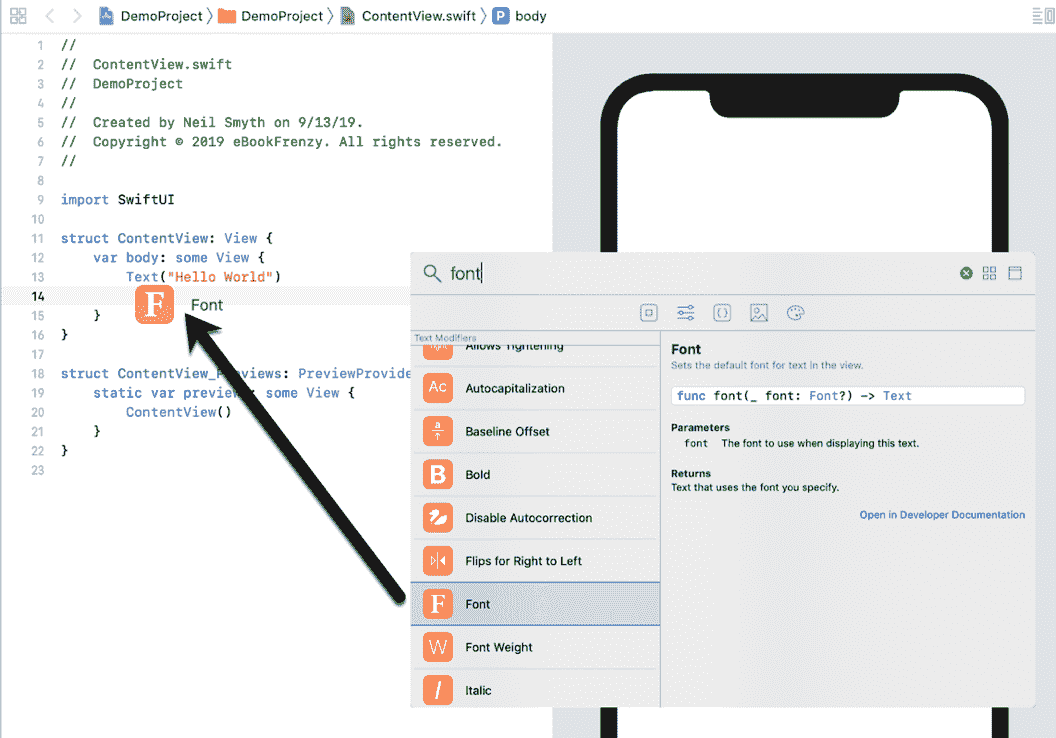 DemoProject DemoProject ContentView.swift P body
1 //
2 //  ContentView.swift
3 //  DemoProject
4 //
5 //  Created by Neil Smyth on 9/13/19.
6 //  Copyright © 2019 eBookFrenzy. All rights reserved.
7 //
8
9 import SwiftUI
10
11 struct ContentView: View {
12     var body: some View {
13         Text("Hello World")
14
F Font
15     }
16 }
17
18 struct ContentView_Previews: PreviewProvide
19     static var previews: some View {
20         ContentView()
21     }
22 }
23
font
Text Modifiers
Allows Tightening
Ac Autocapitalization
a Baseline Offset
B Bold
Disable Autocorrection
Flips for Right to Left
F Font
W Font Weight
I Italic
Font
Sets the default font for text in the view.
func font(_ font: Font?) -> Text
Parameters
font The font to use when displaying this text.
Returns
Text that uses the font you specify.
Open in Developer Documentation